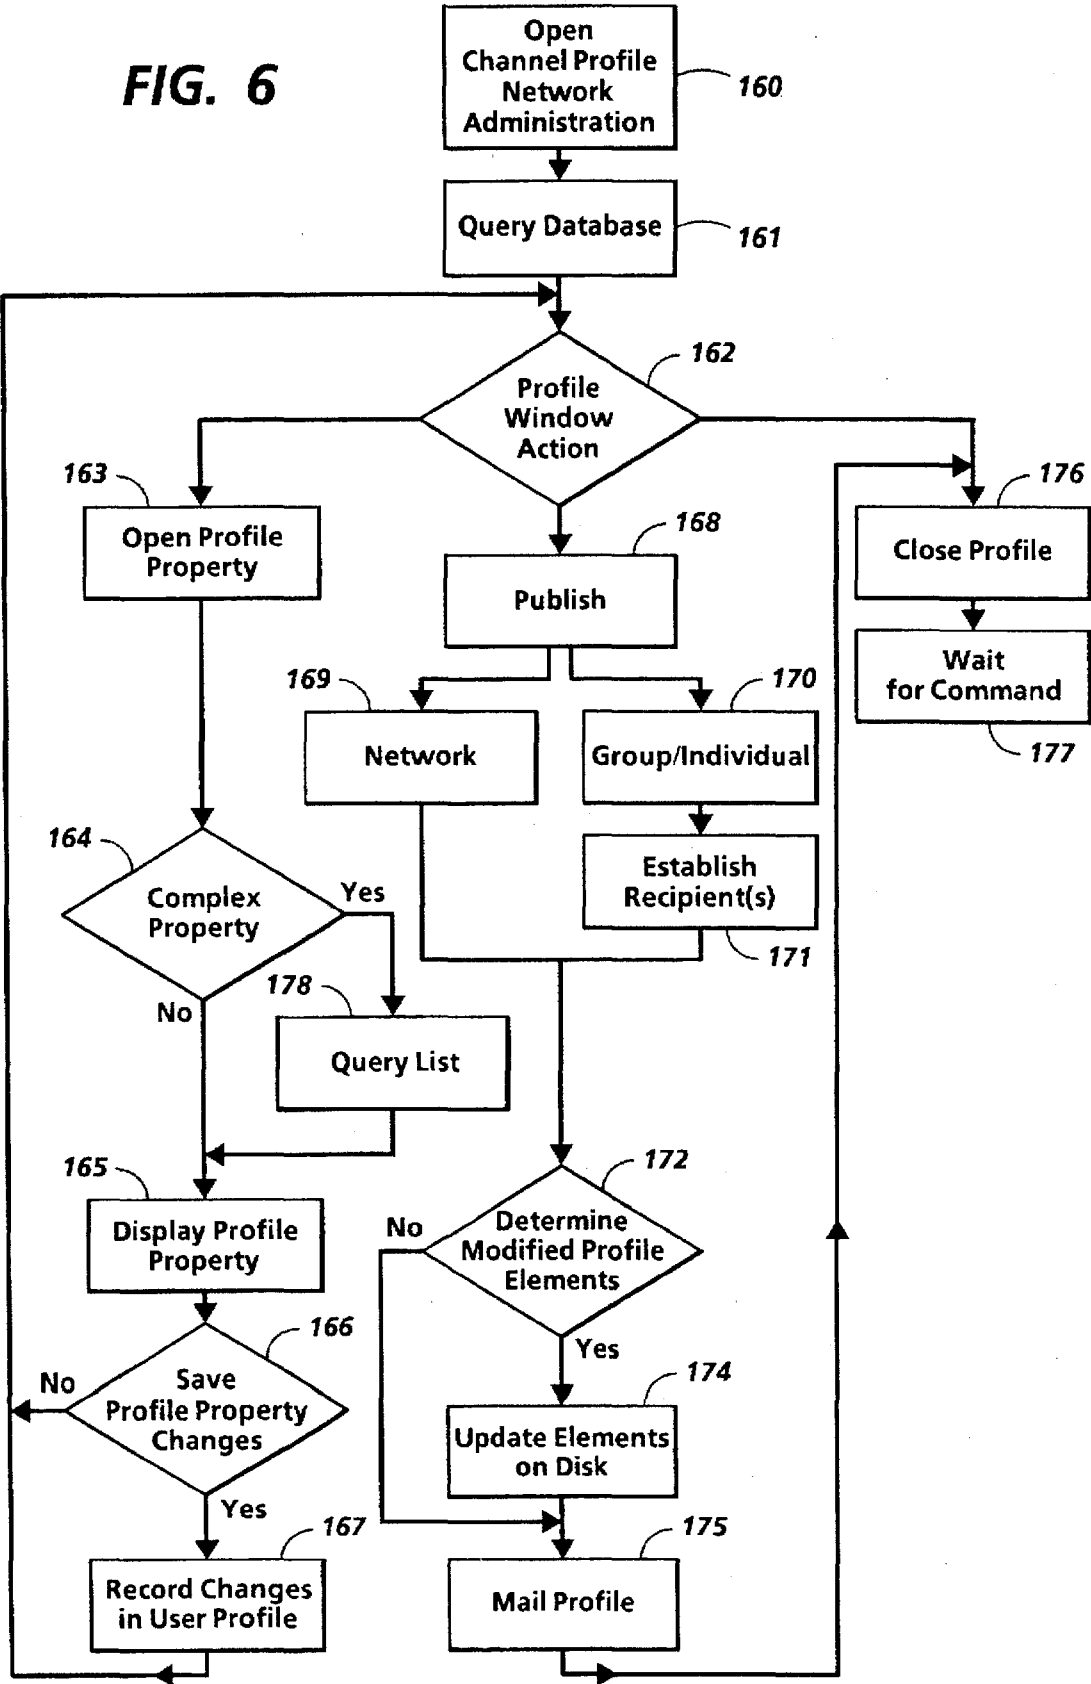 FIG. 6
Open
Channel Profile
Network
Administration
160
Query Database
161
162
Profile
Window
Action
163
Open Profile
Property
168
Publish
176
Close Profile
Wait
for Command
177
169
Network
170
Group/Individual
Establish
Recipient(s)
171
164
Complex
Property
Yes
No
178
Query List
165
Display Profile
Property
172
No
Determine
Modified Profile
Elements
Yes
166
No
Save
Profile Property
Changes
Yes
174
Update Elements
on Disk
167
Record Changes
in User Profile
175
Mail Profile